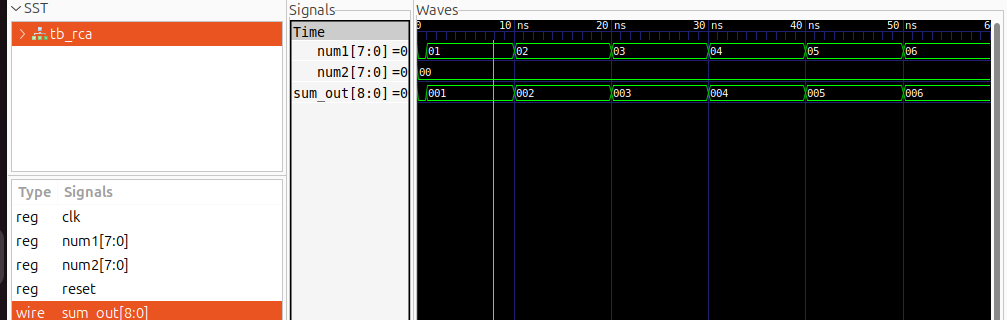 SST
tb_rca
Type Signals
reg clk
reg num1[7:0]
reg num2[7:0]
reg reset
wire sum_out[8:0]
Signals
Time
num1[7:0] =0
num2[7:0] =0
sum_out[8:0] =0
Waves
0 10 ns 20 ns 30 ns 40 ns 50 ns 6
01 02 03 04 05 06
00
001 002 003 004 005 006